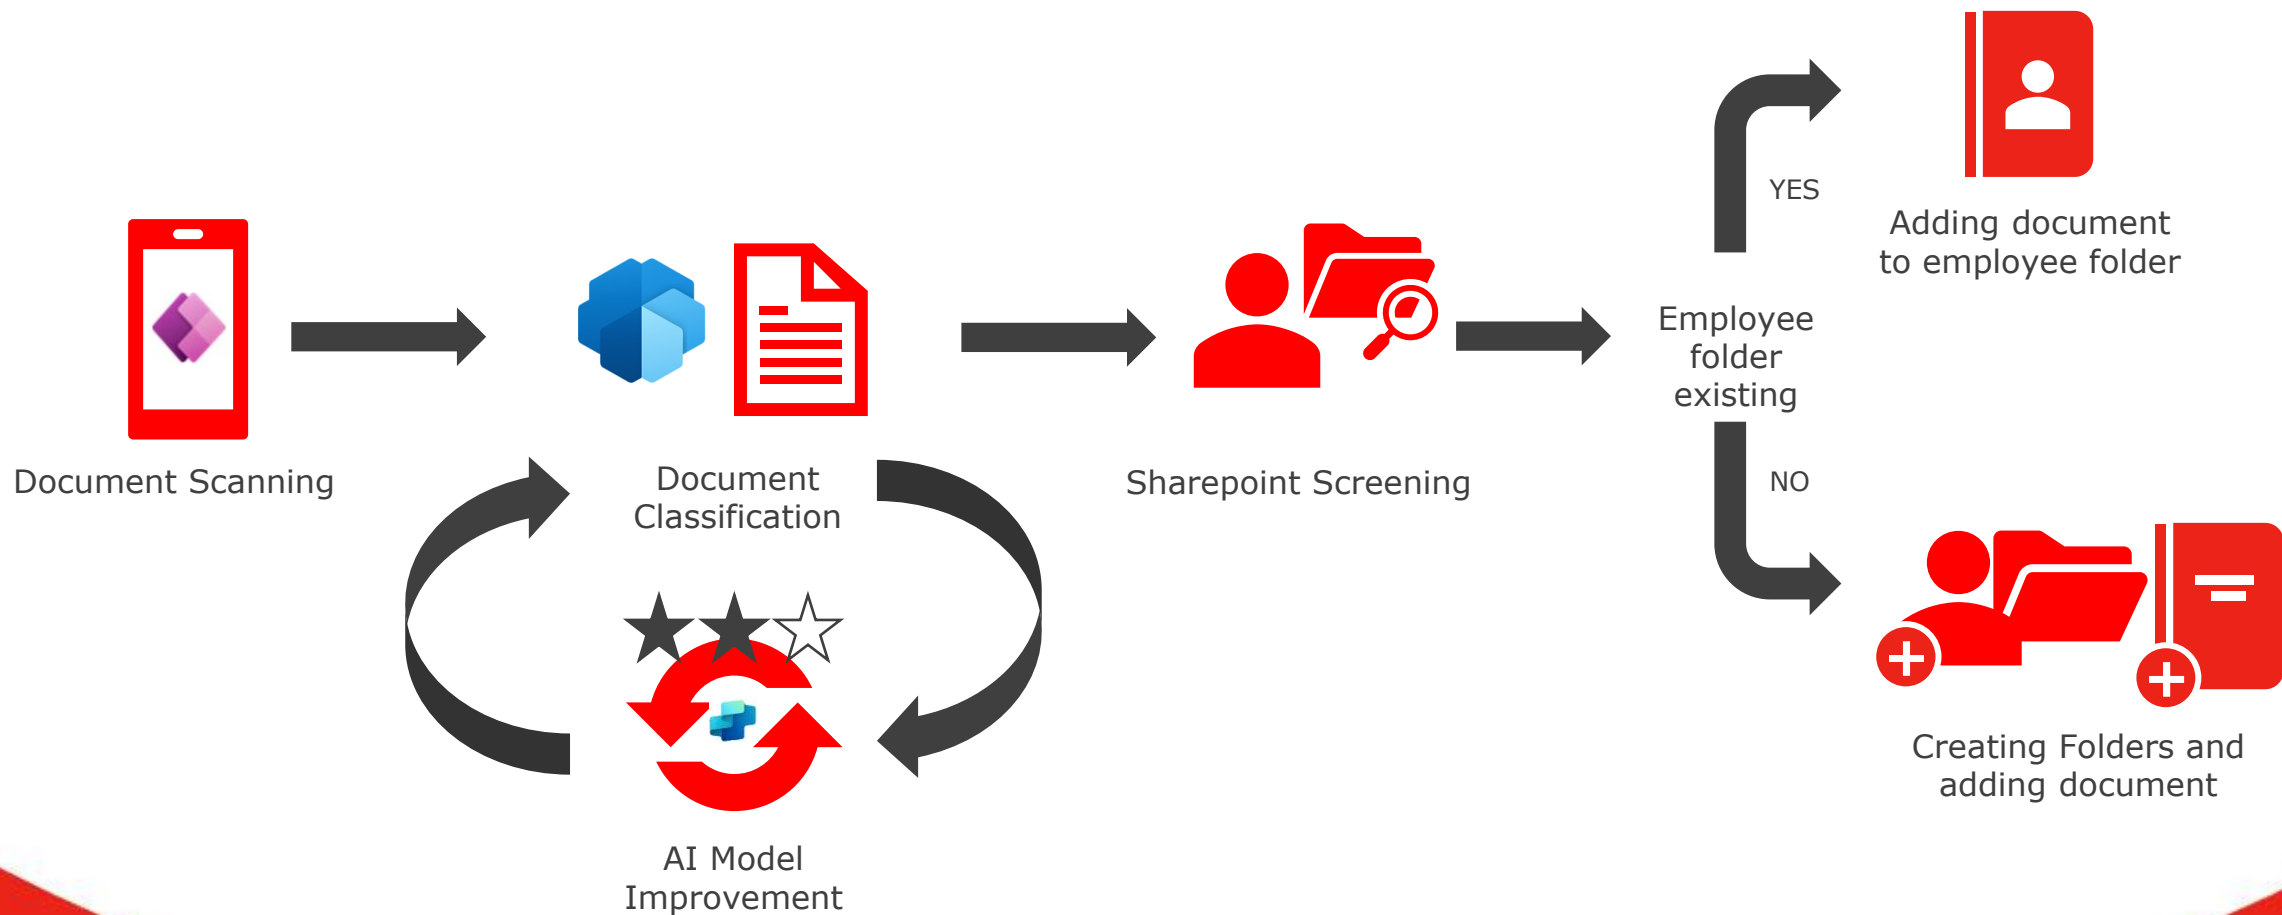 Document Scanning
Document
Classification
AI Model
Improvement
Sharepoint Screening
Employee
folder
existing
YES
Adding document
to employee folder
NO
Creating Folders and
adding document